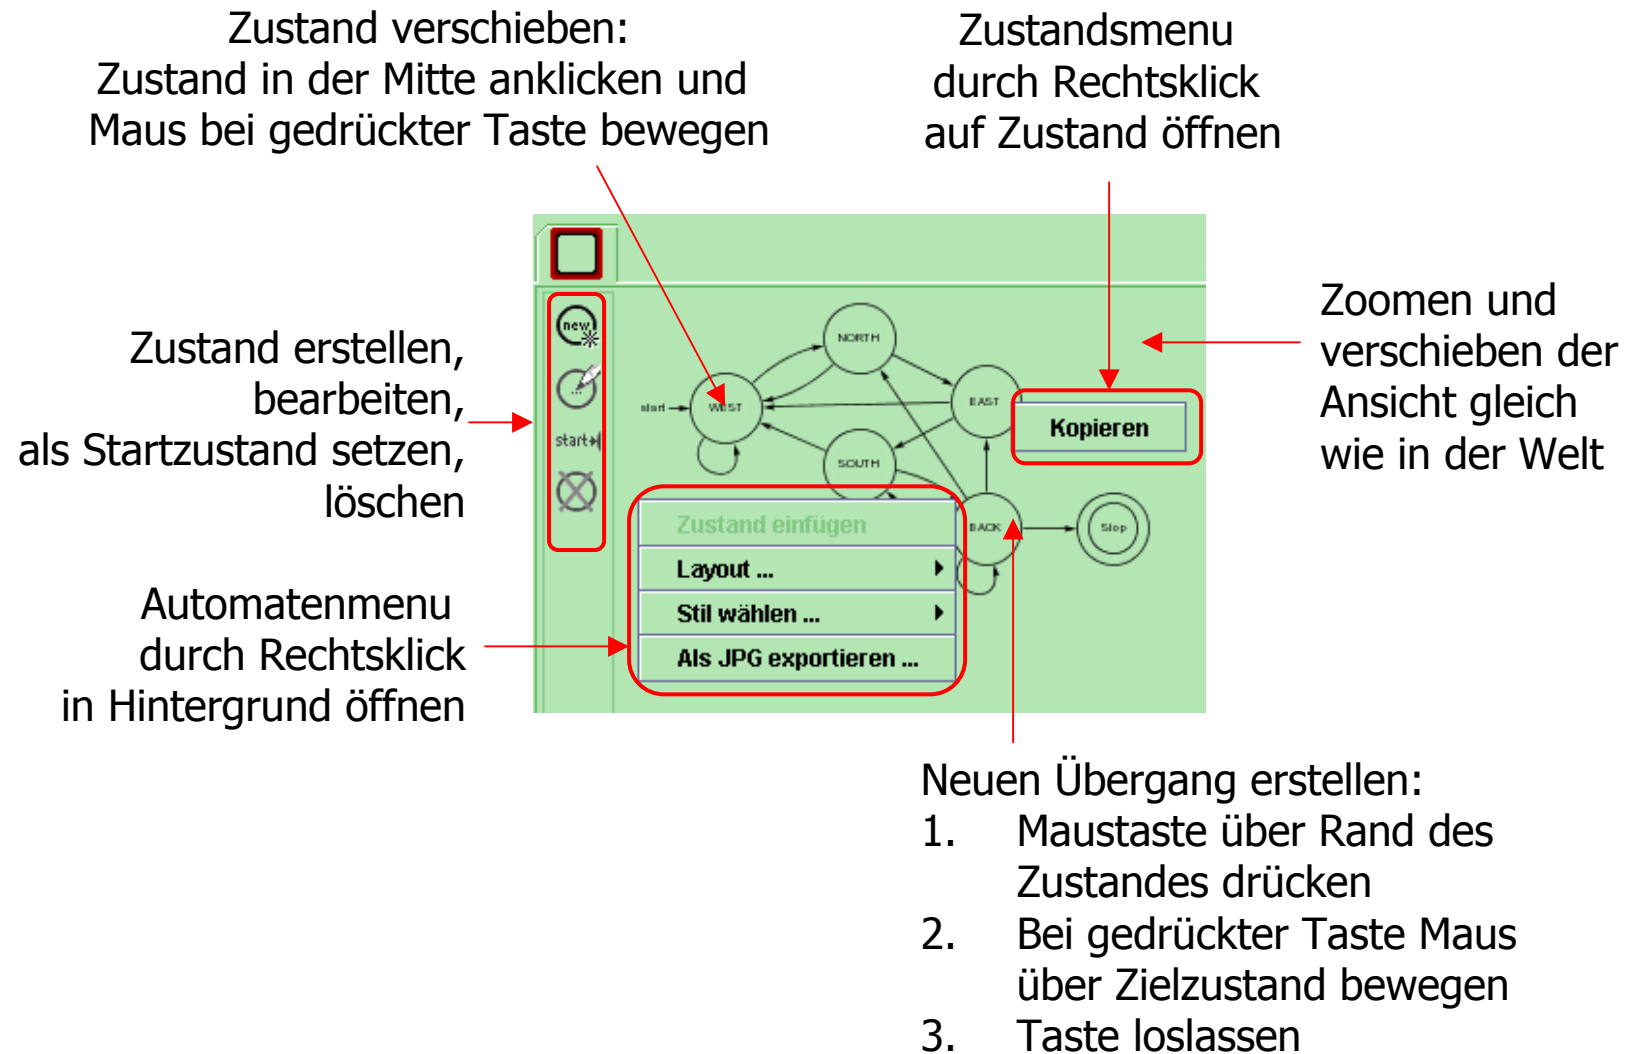 Zustand verschieben:
Zustand in der Mitte anklicken und
Maus bei gedrückter Taste bewegen
Zustandsmenu
durch Rechtsklick
auf Zustand öffnen
Zustand erstellen,
bearbeiten,
als Startzustand setzen,
löschen
Automatenmenu
durch Rechtsklick
in Hintergrund öffnen
new
start
start
WEST
NORTH
EAST
SOUTH
BACK
Stop
Kopieren
Zustand einfügen
Layout ...
Stil wählen ...
Als JPG exportieren ...
Zoomen und
verschieben der
Ansicht gleich
wie in der Welt
Neuen Übergang erstellen:
1. Maustaste über Rand des
Zustandes drücken
2. Bei gedrückter Taste Maus
über Zielzustand bewegen
3. Taste loslassen